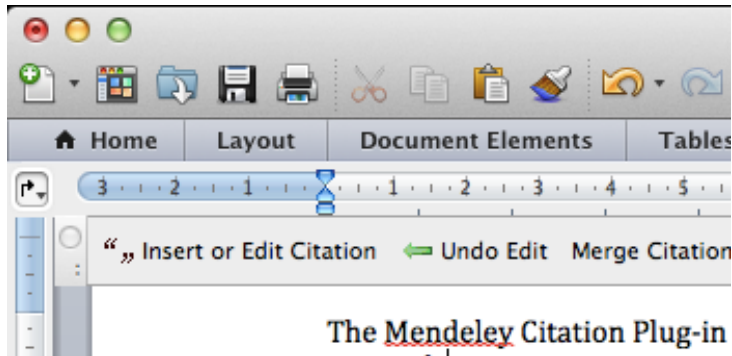 Home Layout Document Elements Tables
3 2 1 1 2 3 4 5
“ „ Insert or Edit Citation Undo Edit Merge Citation
The Mendeley Citation Plug-in